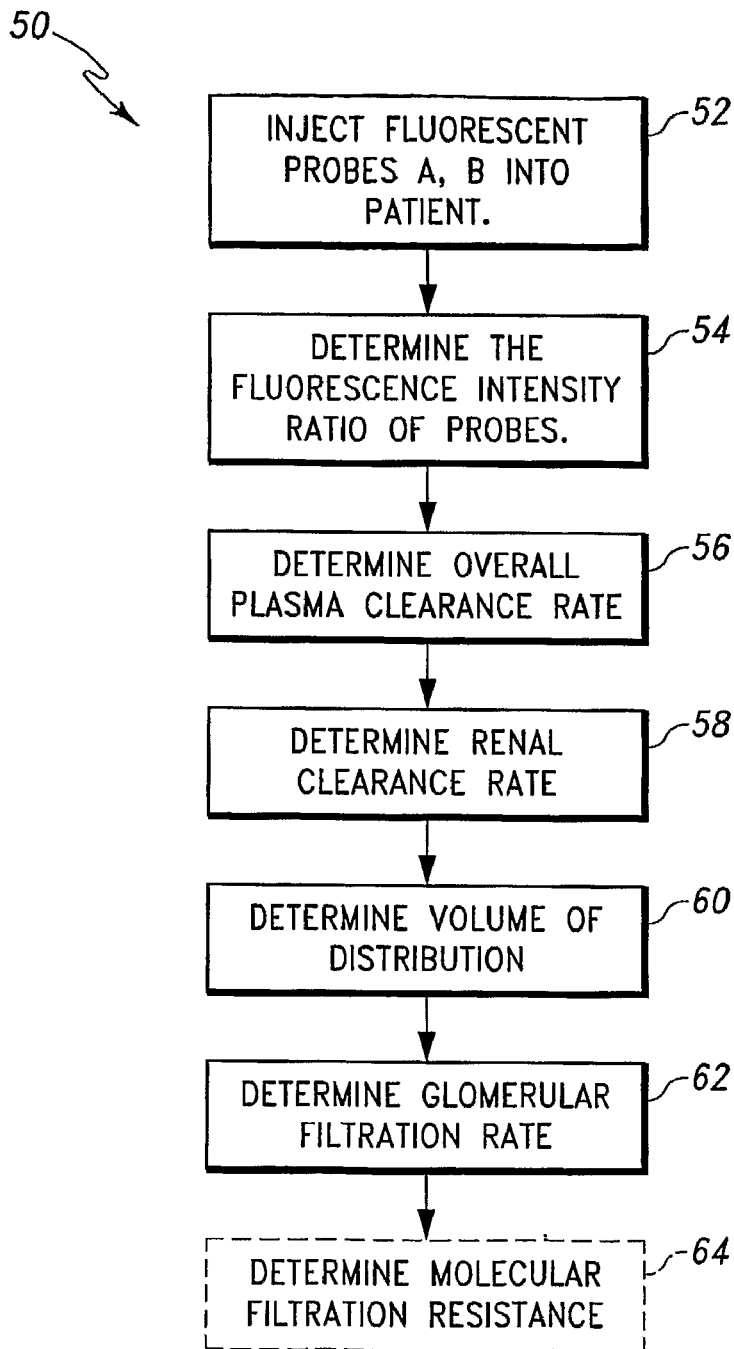 50
INJECT FLUORESCENT
PROBES A, B INTO
PATIENT.
52
DETERMINE THE
FLUORESCENCE INTENSITY
RATIO OF PROBES.
54
DETERMINE OVERALL
PLASMA CLEARANCE RATE
56
DETERMINE RENAL
CLEARANCE RATE
58
DETERMINE VOLUME OF
DISTRIBUTION
60
DETERMINE GLOMERULAR
FILTRATION RATE
62
DETERMINE MOLECULAR
FILTRATION RESISTANCE
64